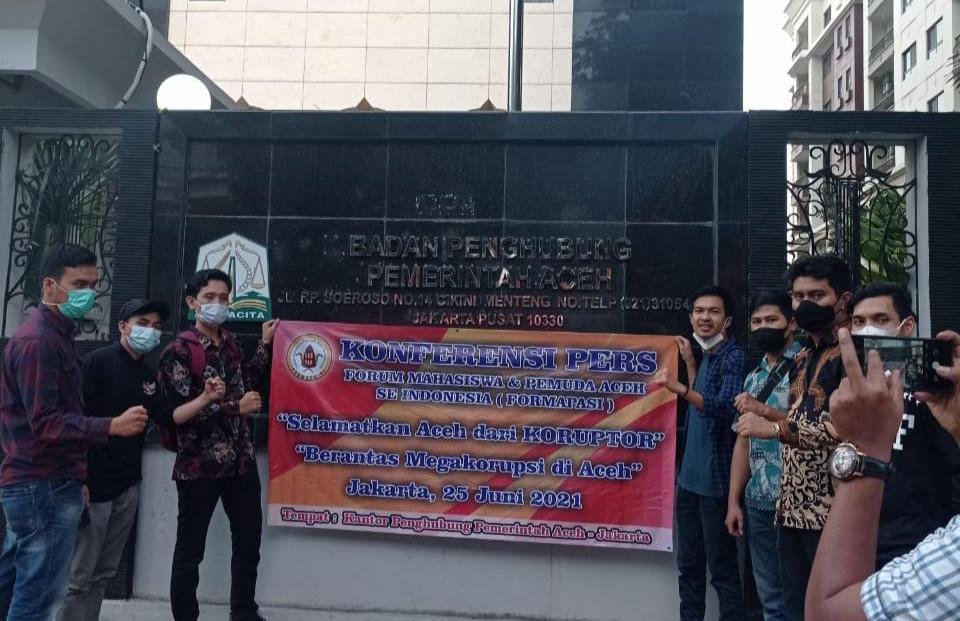 BADAN PENGHUBUNG
PEMERINTAH ACEH
JL. RP. SOEROSO NO.14 CIKINI MENTENG NO.TELP (021)31054
JAKARTA PUSAT 10330
ACITA
KONFERENSI PERS
FORUM MAHASISWA & PEMUDA ACEH
SE INDONESIA ( FORMAPASI )
"Selamatkan Aceh dari KORUPTOR"
"Berantas Megakorupsi di Aceh"
Jakarta, 25 Juni 2021
Tempat : Kantor Penghubung Pemerintah Aceh - Jakarta
F